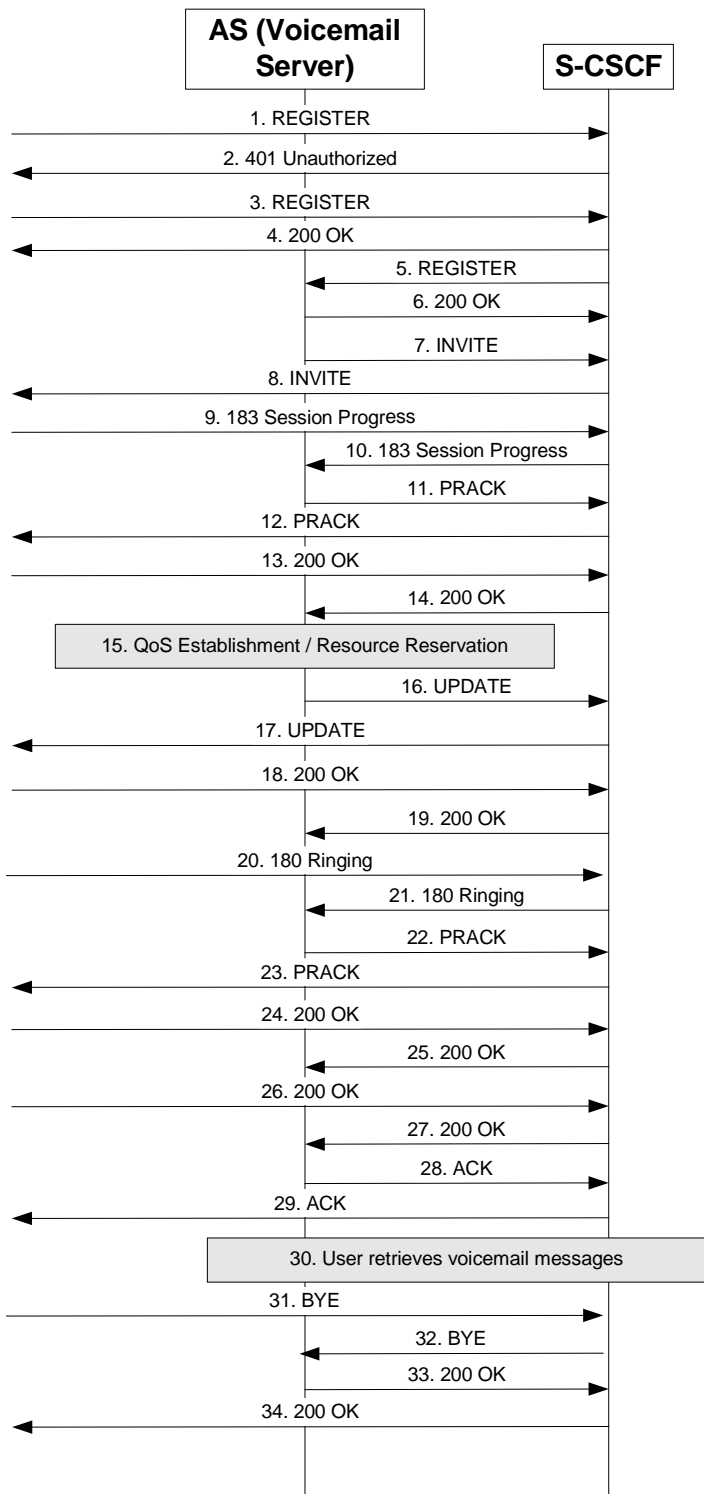 AS (Voicemail
Server)
S-CSCF
1. REGISTER
2. 401 Unauthorized
3. REGISTER
4. 200 OK
5. REGISTER
6. 200 OK
7. INVITE
8. INVITE
9. 183 Session Progress
10. 183 Session Progress
11. PRACK
12. PRACK
13. 200 OK
14. 200 OK
15. QoS Establishment / Resource Reservation
16. UPDATE
17. UPDATE
18. 200 OK
19. 200 OK
20. 180 Ringing
21. 180 Ringing
22. PRACK
23. PRACK
24. 200 OK
25. 200 OK
26. 200 OK
27. 200 OK
28. ACK
29. ACK
30. User retrieves voicemail messages
31. BYE
32. BYE
33. 200 OK
34. 200 OK